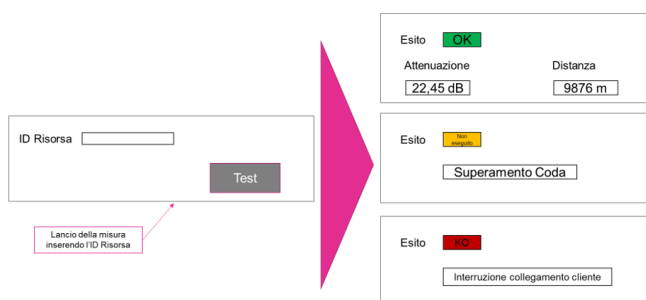 ID Risorsa
Test
Lancio della misura
inserendo l'ID Risorsa
Esito OK
Attenuazione Distanza
22,45 dB 9876 m
Esito Non
eseguito
Superamento Coda
Esito KO
Interruzione collegamento cliente